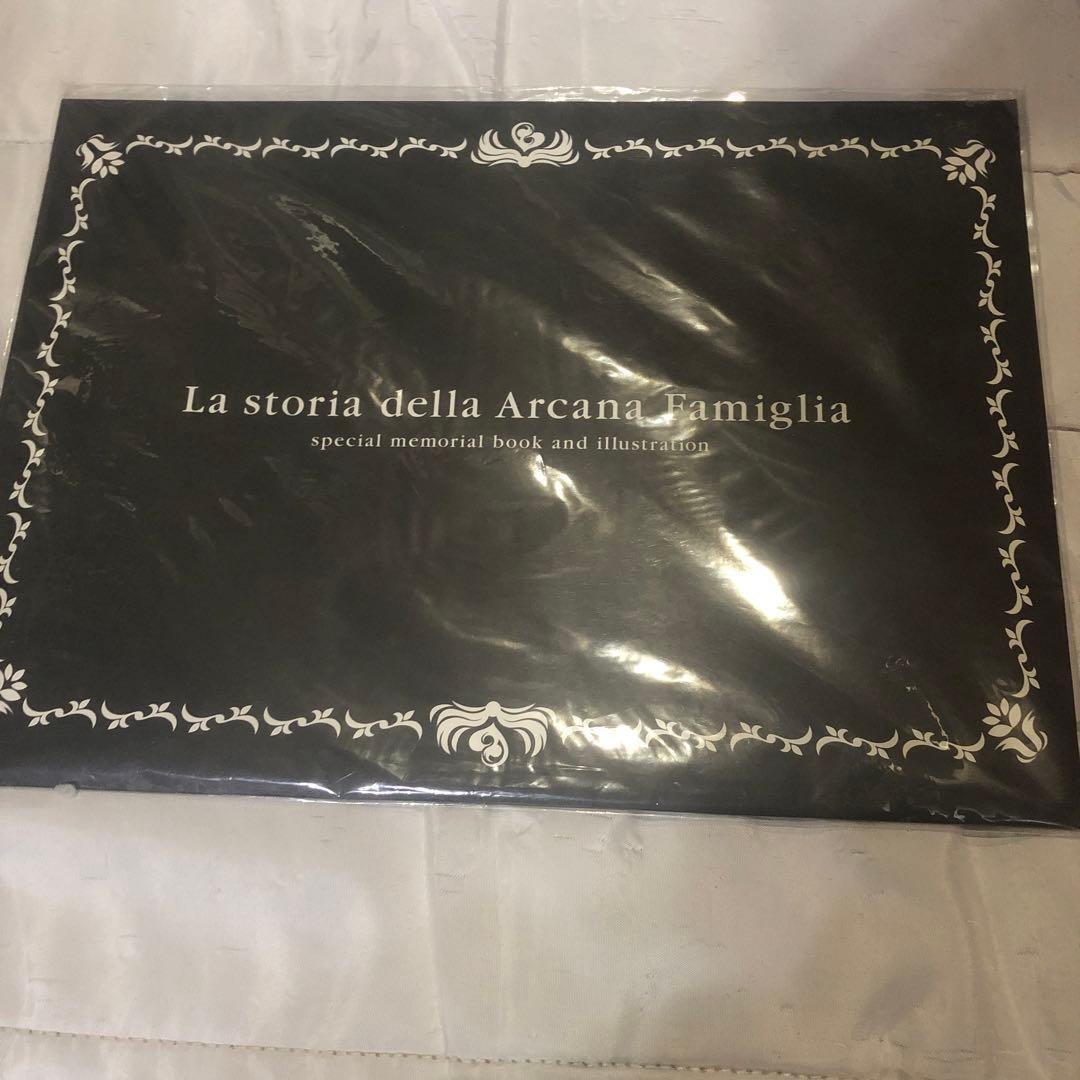 La storia della Arcana Famiglia
special memorial book and illustration